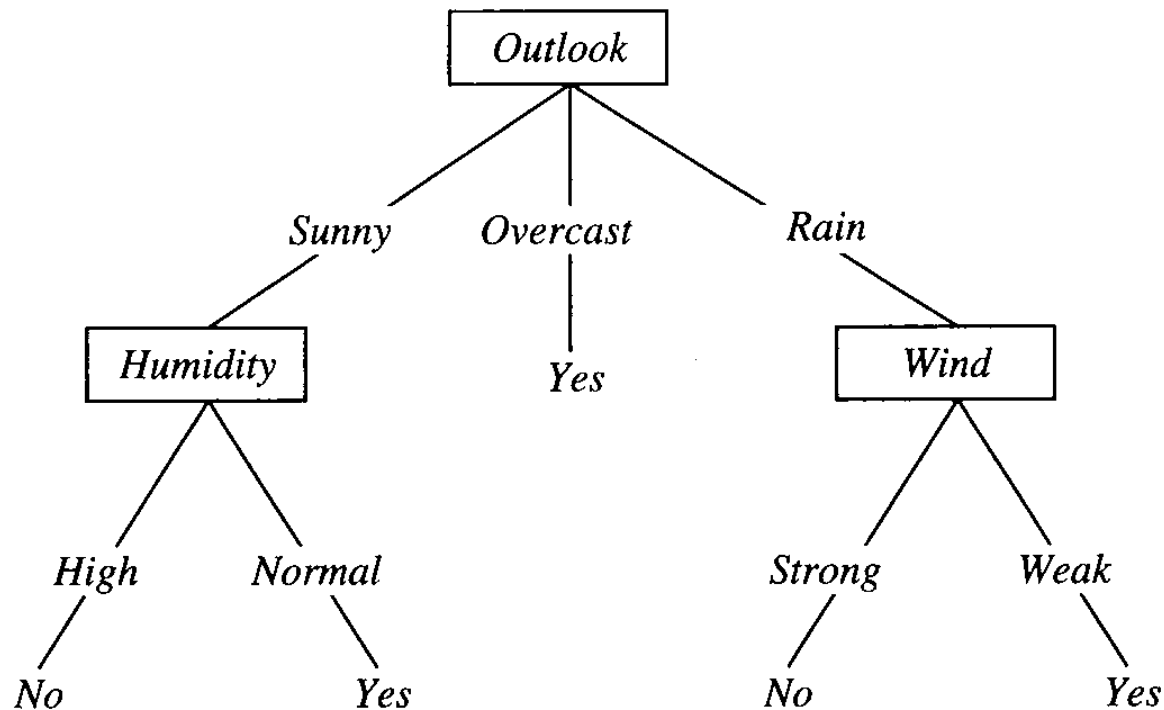 Outlook
Sunny Overcast Rain
Humidity Yes Wind
High Normal Strong Weak
No Yes No Yes